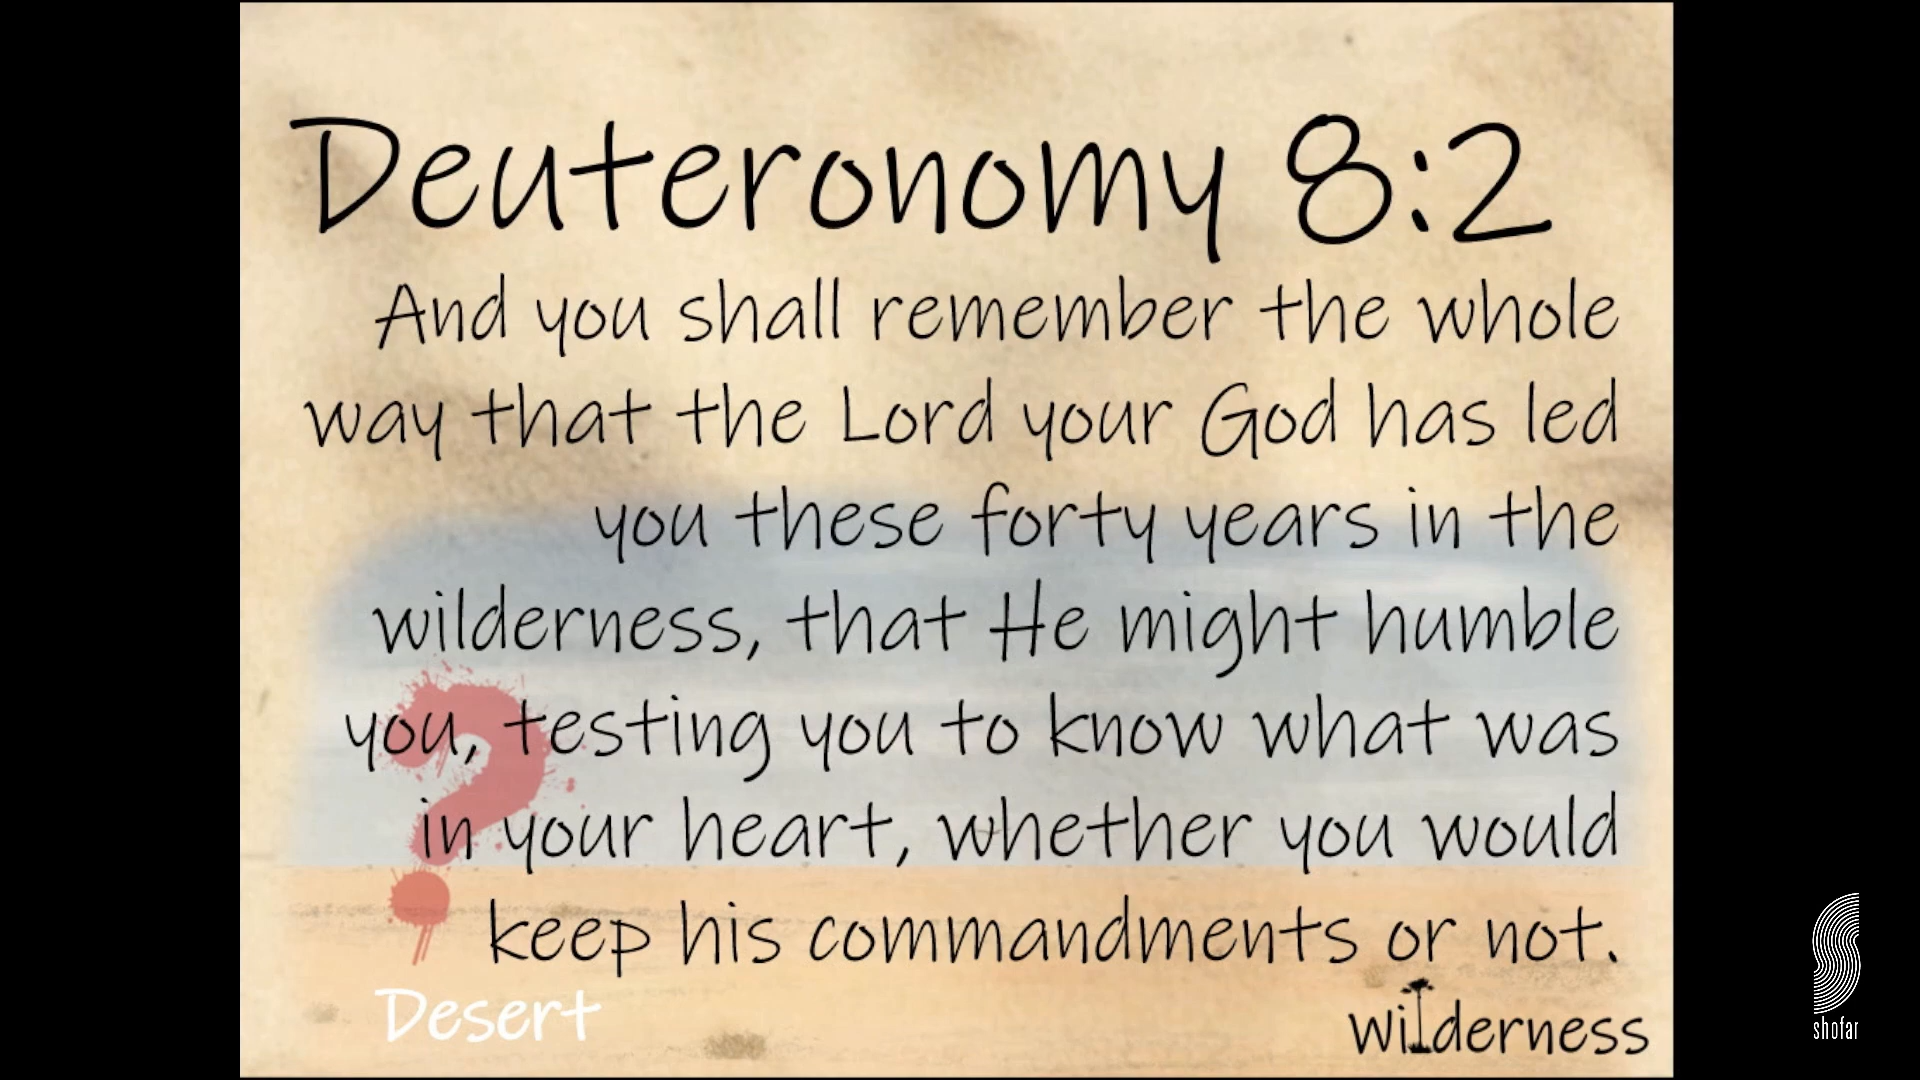 Deuteronomy 8:2
And you shall remember the whole
way that the Lord your God has led
you these forty years in the
wilderness, that He might humble
you, testing you to know what was
in your heart, whether you would
keep his commandments or not.
Desert
wilderness
shofar